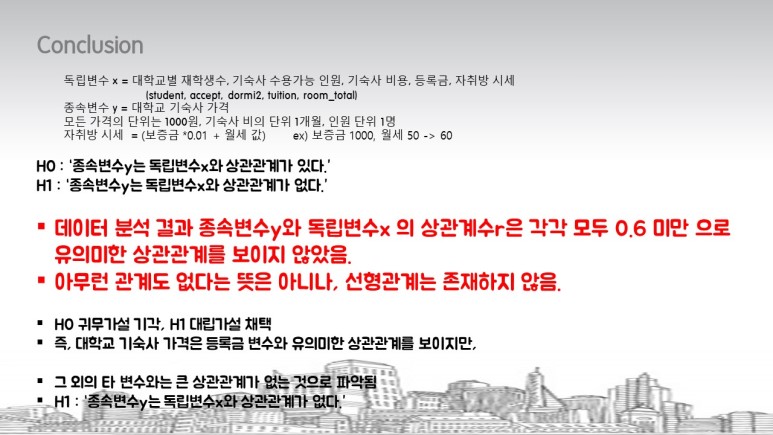 Conclusion
독립변수 x = 대학교별 재학생수, 기숙사 수용가능 인원, 기숙사 비용, 등록금, 자취방 시세
(student, accept, dormi2, tuition, room_total)
종속변수 y = 대학교 기숙사 가격
모든 가격의 단위는 1000원, 기숙사 비의 단위 1개월, 인원 단위 1명
자취방 시세 = (보증금 *0.01 + 월세 값) ex) 보증금 1000, 월세 50 -> 60
H0 : '종속변수y는 독립변수x와 상관관계가 있다.'
H1 : '종속변수y는 독립변수x와 상관관계가 없다.'
▪ 데이터 분석 결과 종속변수y와 독립변수x 의 상관계수r은 각각 모두 0.6 미만 으로
유의미한 상관관계를 보이지 않았음.
▪ 아무런 관계도 없다는 뜻은 아니나, 선형관계는 존재하지 않음.
▪ H0 귀무가설 기각, H1 대립가설 채택
▪ 즉, 대학교 기숙사 가격은 등록금 변수와 유의미한 상관관계를 보이지만,
▪ 그 외의 타 변수와는 큰 상관관계가 없는 것으로 파악됨
▪ H1 : '종속변수y는 독립변수x와 상관관계가 없다.'